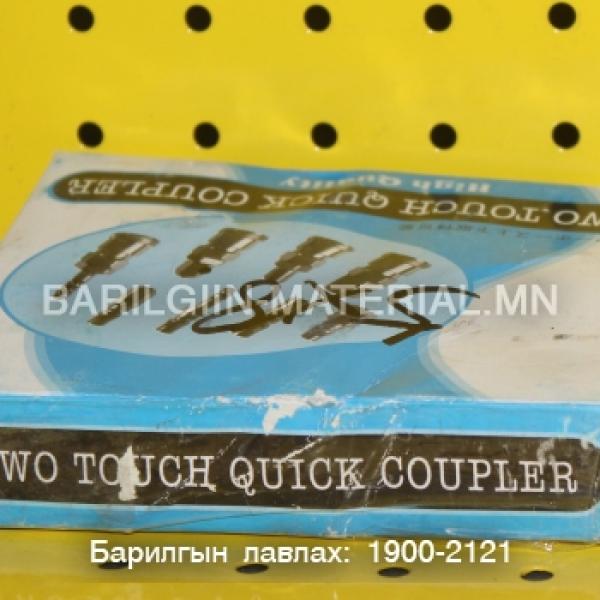 High Quality
WO.TOUCH QUICK COUPLER
BARILGIIN-MATERIAL.MN
WO TOUCH QUICK COUPLER
Барилгын лавлах: 1900-2121